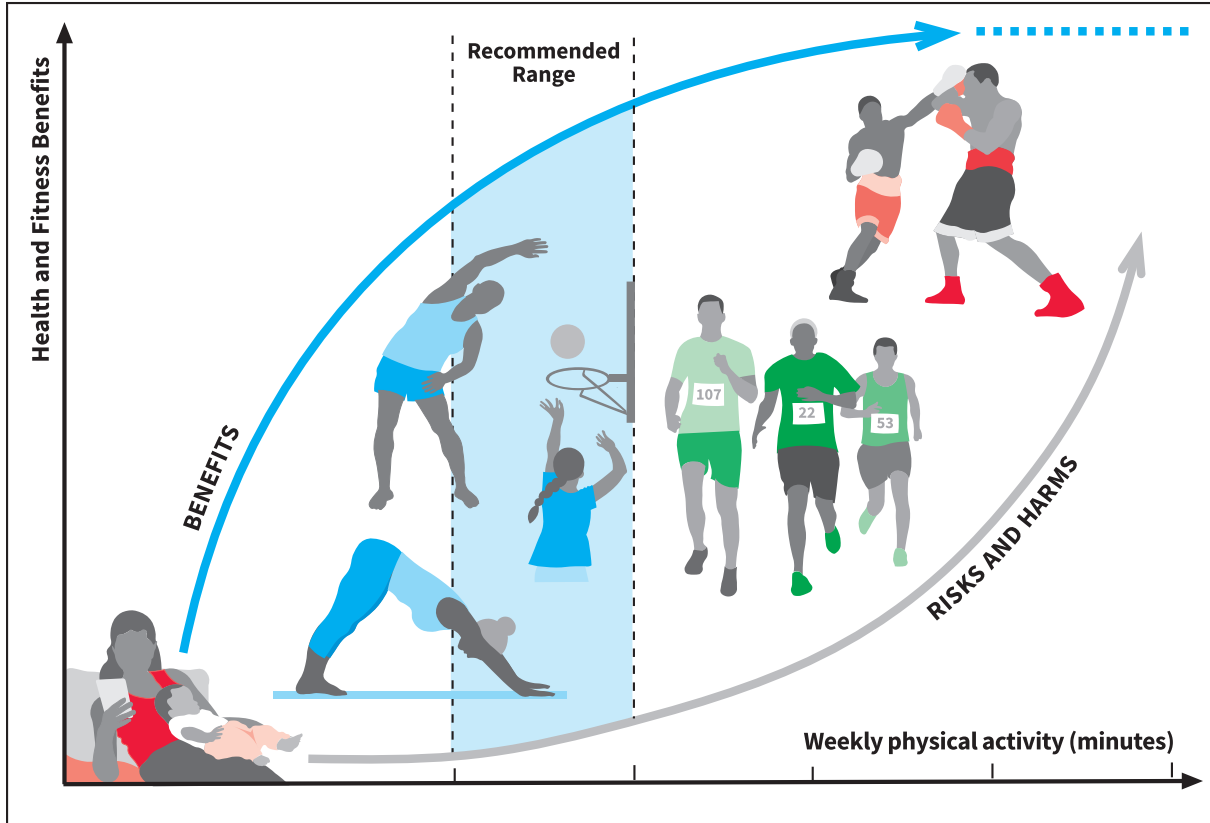 Health and Fitness Benefits
Recommended
Range
BENEFITS
107
22
53
RISKS AND HARMS
Weekly physical activity (minutes)